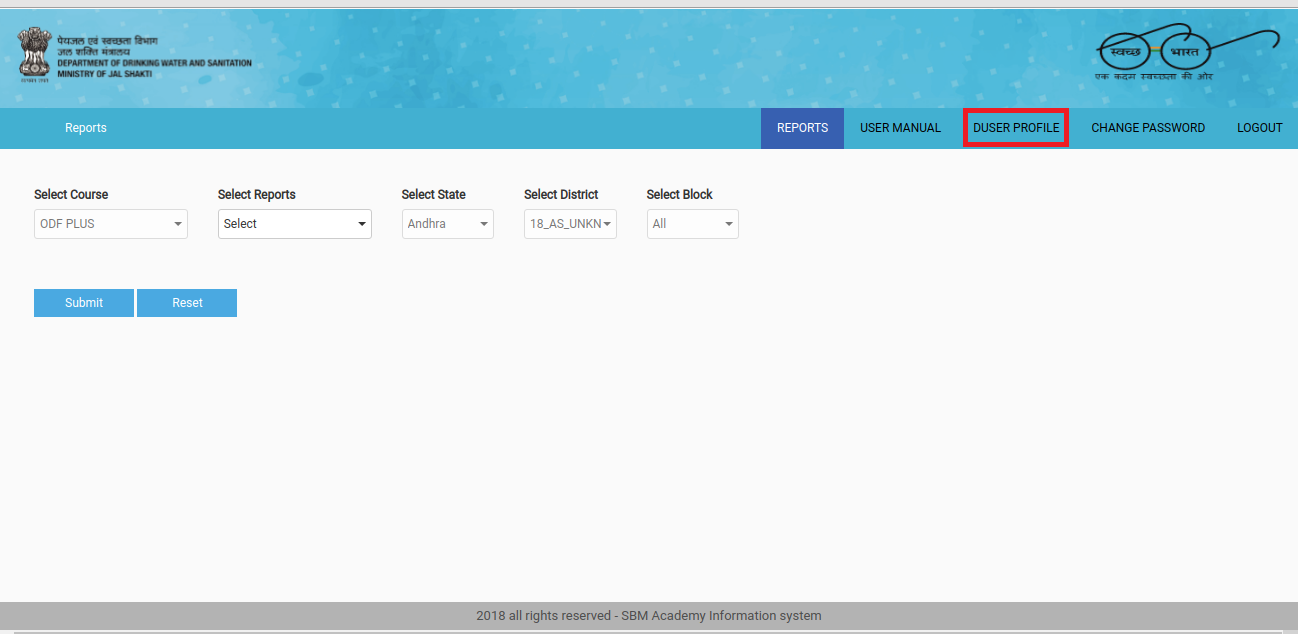 पेयजल एवं स्वच्छता विभाग
जल शक्ति मंत्रालय
DEPARTMENT OF DRINKING WATER AND SANITATION
MINISTRY OF JAL SHAKTI
स्वच्छ भारत
एक कदम स्वच्छता की ओर
Reports
REPORTS USER MANUAL DUSER PROFILE CHANGE PASSWORD LOGOUT
Select Course Select Reports Select State Select District Select Block
ODF PLUS Select Andhra 18_AS_UNKN All
Submit Reset
2018 all rights reserved - SBM Academy Information system